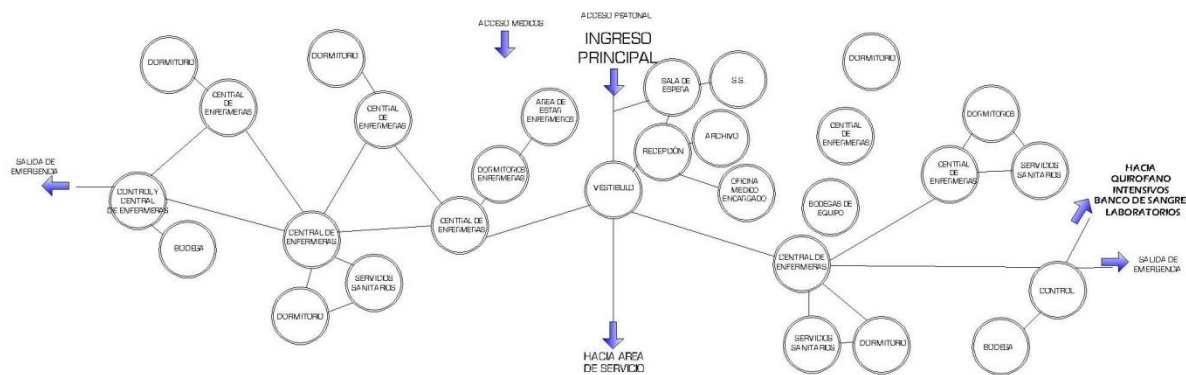 ACCESO MEDICOS
ACCESO PEATONAL
INGRESO
PRINCIPAL
DORMITORIO
DORMITORIO
CENTRAL
DE
ENFERMERAS
CENTRAL
DE
ENFERMERAS
AREA DE
ESTAR
ENFERMEROS
SALA DE
ESPERA
S.S.
DORMITORIO
RECEPCIÓN
ARCHIVO
CENTRAL
DE
ENFERMERAS
DORMITORIOS
SALIDA DE
EMERGENCIA
CONTROL Y
CENTRAL
DE ENFERMERAS
DORMITORIOS
ENFERMERAS
VESTIBULO
OFICINA
MEDICO
ENCARGADO
CENTRAL
DE
ENFERMERAS
SERVICIOS
SANITARIOS
HACIA
QUIROFANO
INTENSIVOS
BANCO DE SANGRE
LABORATORIOS
BODEGA
CENTRAL DE
ENFERMERAS
CENTRAL DE
ENFERMERAS
BODEGAS DE
EQUIPO
CENTRAL DE
ENFERMERAS
SALIDA DE
EMERGENCIA
SERVICIOS
SANITARIOS
DORMITORIO
CONTROL
SERVICIOS
SANITARIOS
DORMITORIO
BODEGA
HACIA AREA
DE SERVICIO